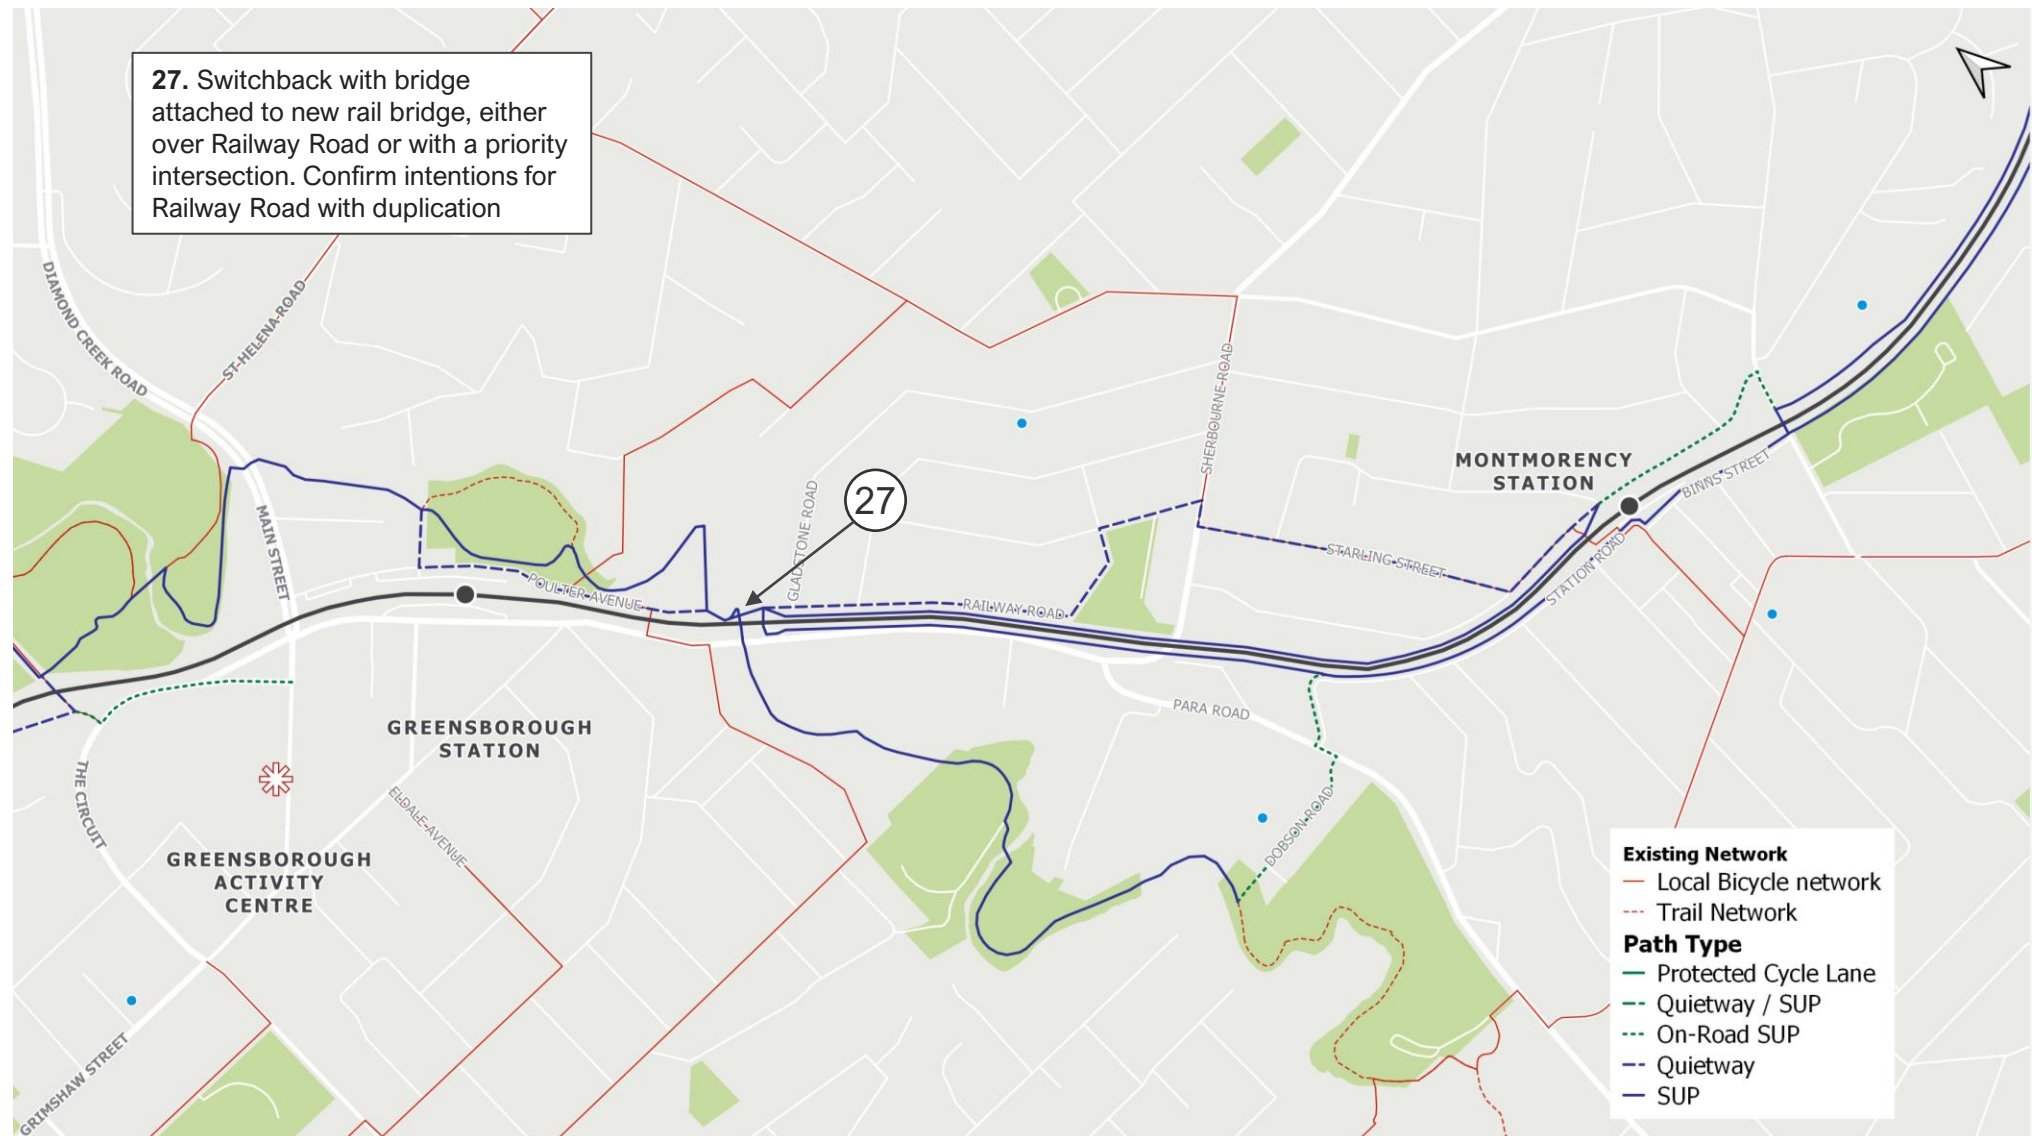 27. Switchback with bridge
attached to new rail bridge, either
over Railway Road or with a priority
intersection. Confirm intentions for
Railway Road with duplication
DIAMOND CREEK ROAD
ST HELENA ROAD
MAIN STREET
POULTER AVENUE
GLADSTONE ROAD
27
RAILWAY ROAD
SHERBOURNE ROAD
STARLING STREET
MONTMORENCY
STATION
BINNS STREET
STATION ROAD
PARA ROAD
DOBSON ROAD
GREENSBOROUGH
STATION
THE CIRCUIT
ELDALE AVENUE
GREENSBOROUGH
ACTIVITY
CENTRE
GRIMSHAW STREET
Existing Network
Local Bicycle network
Trail Network
Path Type
Protected Cycle Lane
Quietway / SUP
On-Road SUP
Quietway
SUP